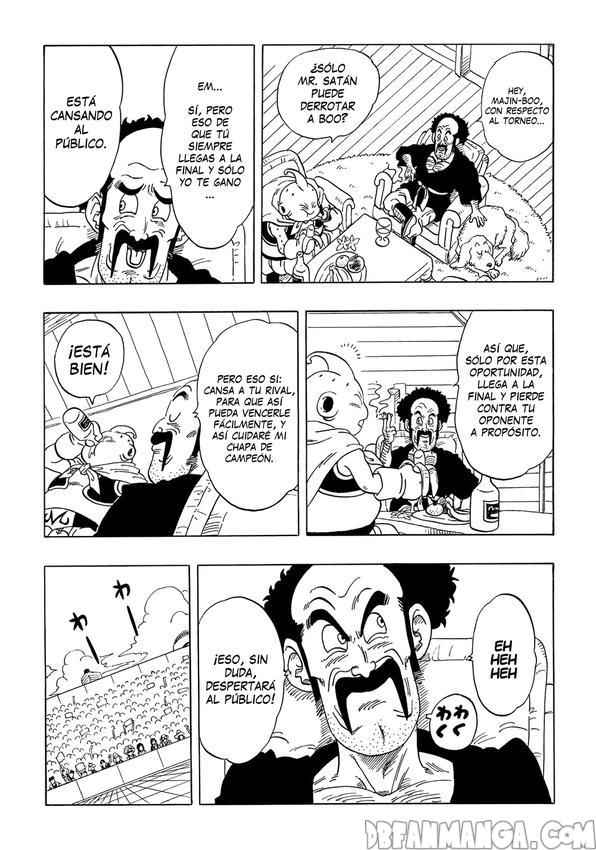 HEY,
MAJIN-BOO,
CON RESPECTO
AL TORNEO...
¿SÓLO
MR. SATÁN
PUEDE
DERROTAR
A BOO?
EM...
SÍ, PERO
ESO DE
QUE TÚ
SIEMPRE
LLEGAS A LA
FINAL Y SÓLO
YO TE GANO
...
ESTÁ
CANSANDO
AL
PÚBLICO.
ASÍ QUE,
SÓLO POR ESTA
OPORTUNIDAD,
LLEGA A LA
FINAL Y PIERDE
CONTRA TU
OPONENTE
A PROPÓSITO.
PERO ESO SI:
CANSA A TU RIVAL,
PARA QUE ASÍ
PUEDA VENCERLE
FÁCILMENTE, Y
ASÍ CUIDARÉ MI
CHAPA DE
CAMPEÓN.
¡ESTÁ
BIEN!
EH
HEH
HEH
わく
わく
¡ESO, SIN
DUDA,
DESPERTARÁ
AL PÚBLICO!
わー
わー
DBFANMANGA.COM